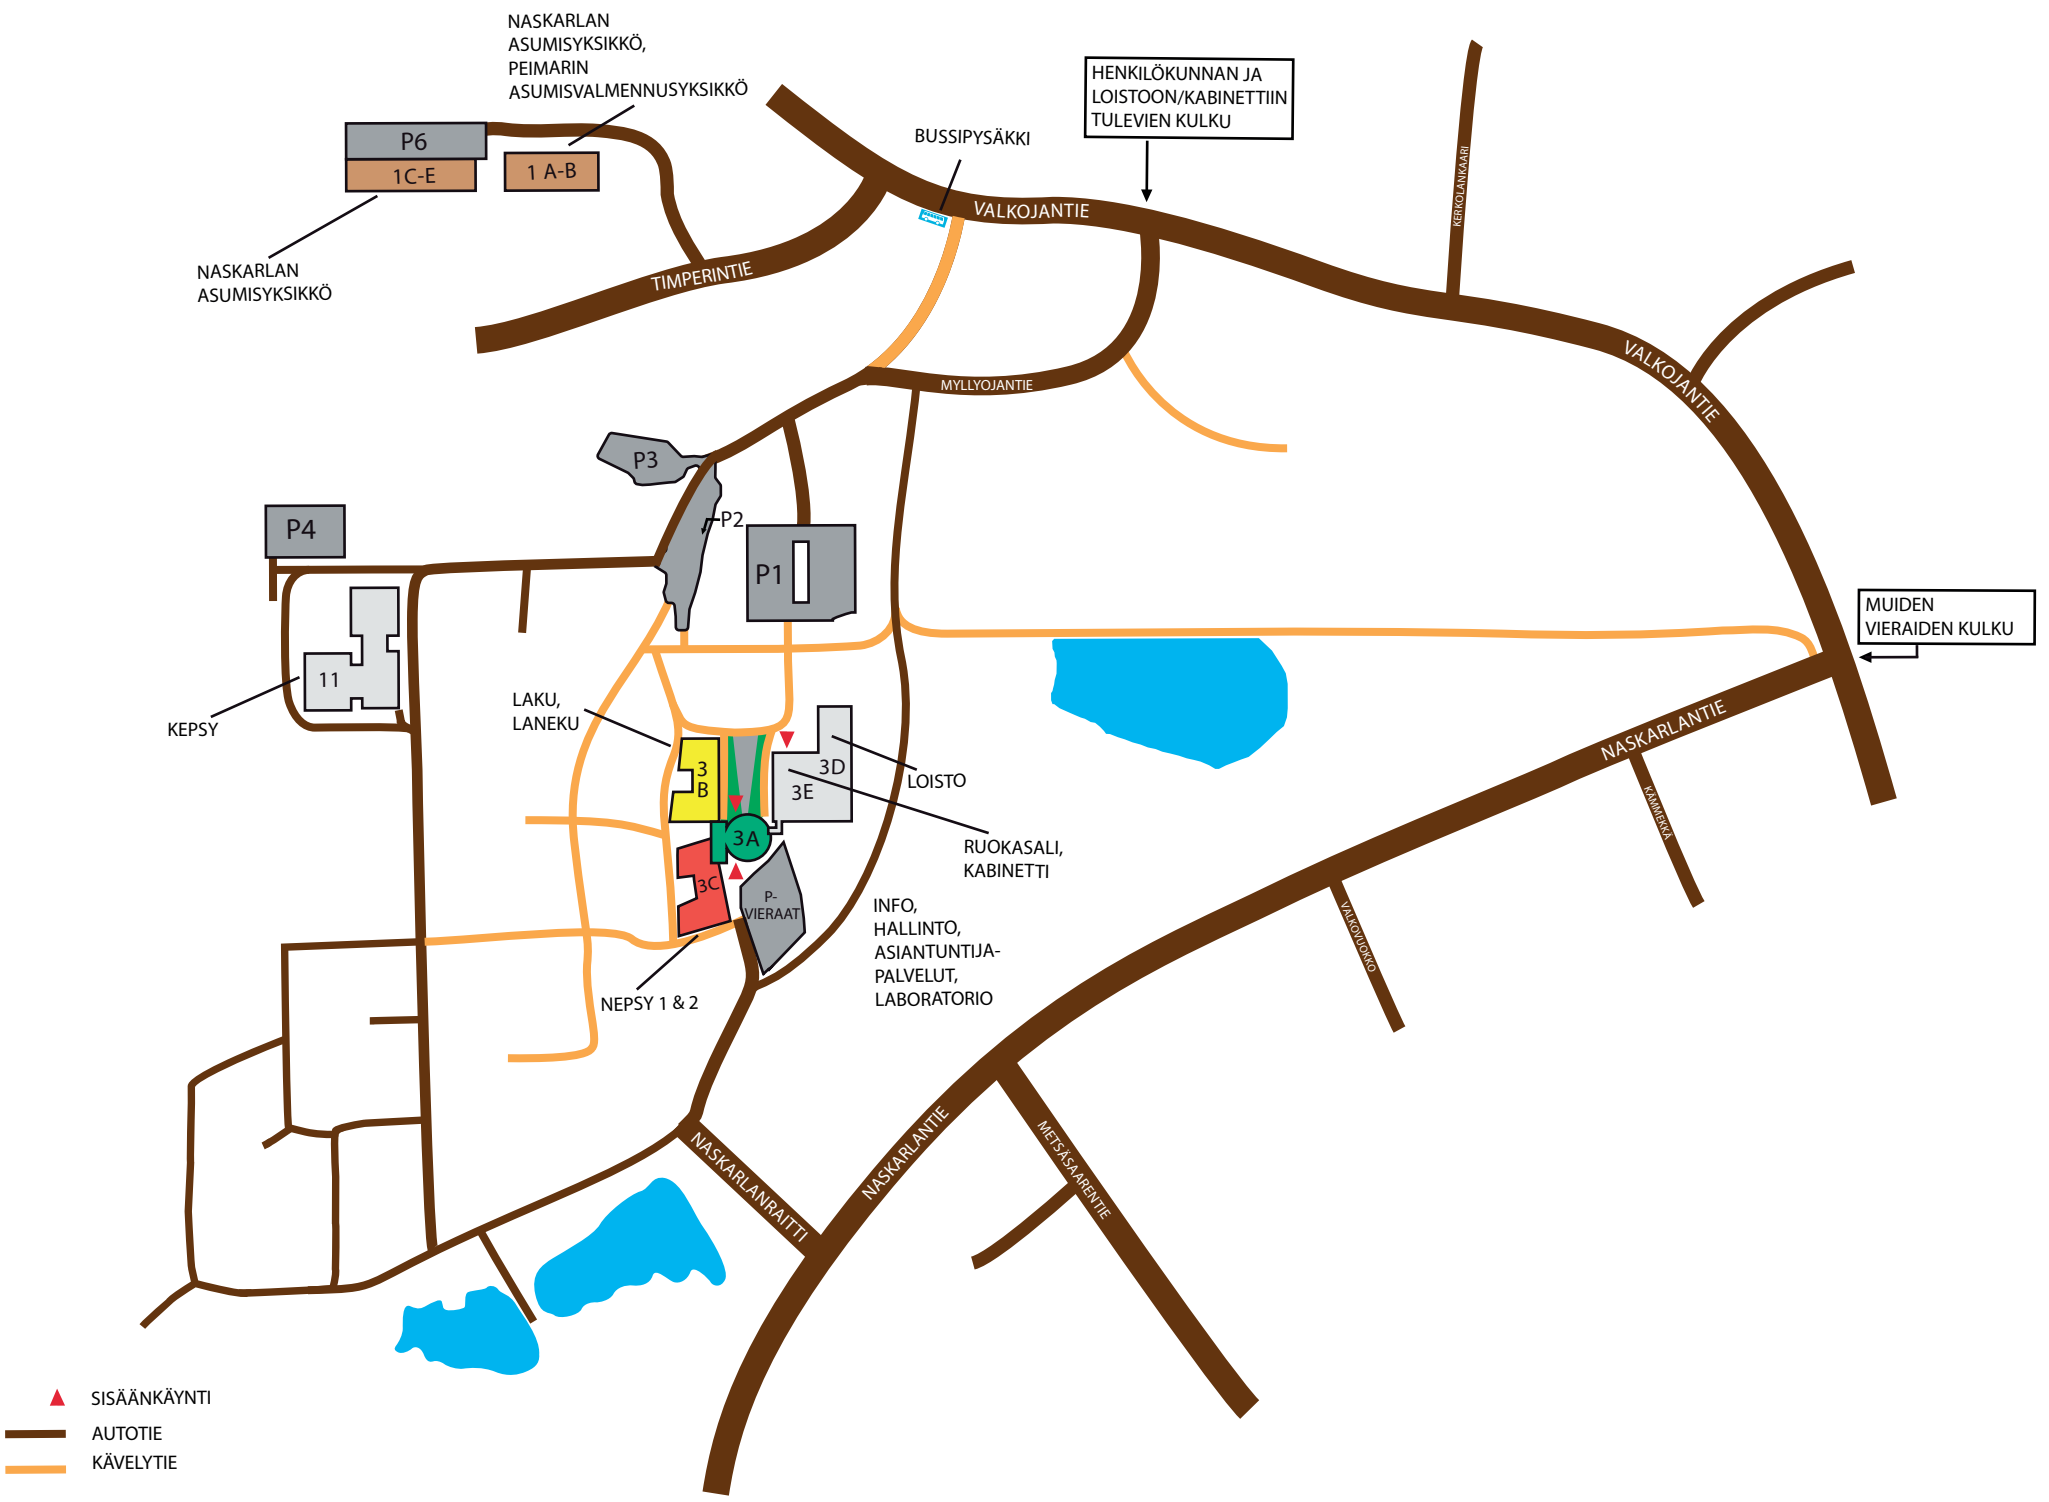 NASKARLAN
ASUMISYKSIKKÖ,
PEIMARIN
ASUMISVALMENNUSYKSIKKÖ
HENKILÖKUNNAN JA
LOISTOON/KABINETTIIN
TULEVIEN KULKU
BUSSIPYSÄKKI
P6
1C-E
1 A-B
KERKOLANKAARI
VALKOJANTIE
NASKARLAN
ASUMISYKSIKKÖ
TIMPERINTIE
VALKOJANTIE
MYLLYOJANTIE
P3
P4
P2
P1
MUIDEN
VIERAIDEN KULKU
11
KEPSY
LAKU,
LANEKU
NASKARLANTIE
3
B
3D
3E
LOISTO
KÄMMEKKÄ
3A
RUOKASALI,
KABINETTI
3C
P-
VIERAAT
INFO,
HALLINTO,
ASIANTUNTIJA-
PALVELUT,
LABORATORIO
VALKOVUOKKO
NEPSY 1 & 2
NASKARLANTIE
METSÄSAARENTIE
NASKARLANRAITTI
SISÄÄNKÄYNTI
AUTOTIE
KÄVELYTIE